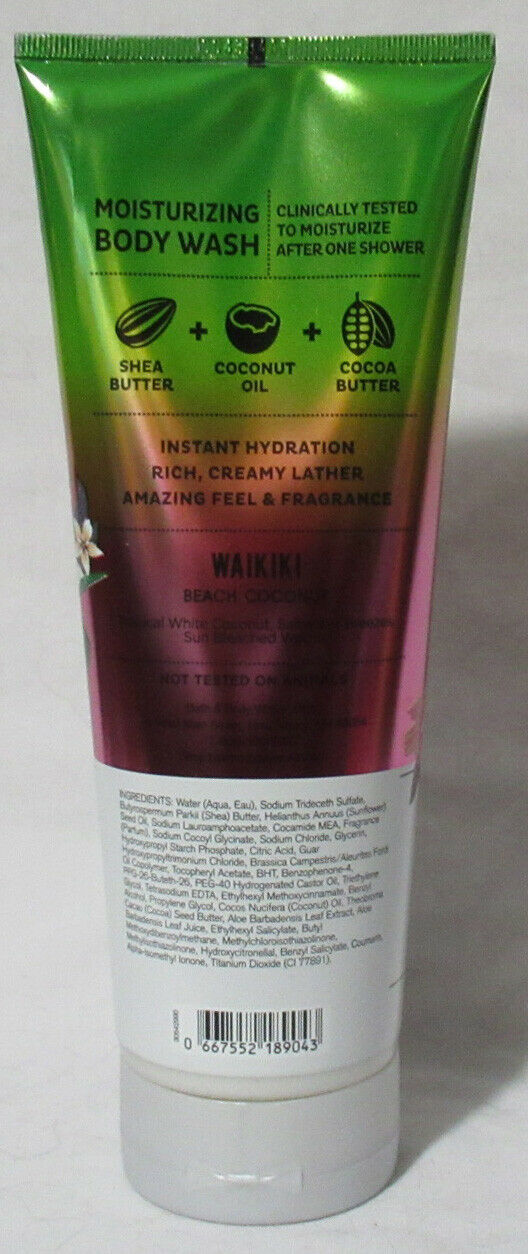 MOISTURIZING
BODY WASH
CLINICALLY TESTED
TO MOISTURIZE
AFTER ONE SHOWER
SHEA
BUTTER
+
COCONUT
OIL
+
COCOA
BUTTER
INSTANT HYDRATION
RICH, CREAMY LATHER
AMAZING FEEL & FRAGRANCE
WAIKIKI
BEACH COCONUT
White Coconut,
Sun Bleached
NOT TESTED ON ANIMALS
INGREDIENTS: Water (Aqua, Eau), Sodium Trideceth Sulfate,
Butyrospermum Parkii (Shea) Butter, Helianthus Annuus (Sunflower)
Seed Oil, Sodium Lauroamphoacetate, Cocamide MEA, Fragrance
(Parfum), Sodium Cocoyl Glycinate, Sodium Chloride, Glycerin,
Hydroxypropyl Starch Phosphate, Citric Acid, Guar
Hydroxypropyltrimonium Chloride, Brassica Campestris/Aleurites Fordi
Oil Copolymer, Tocopheryl Acetate, BHT, Benzophenone-4,
PPG-26-Buteth-26, PEG-40 Hydrogenated Castor Oil, Triethylene
Glycol, Tetrasodium EDTA, Ethylhexyl Methoxycinnamate, Benzyl
Alcohol, Propylene Glycol, Cocos Nucifera (Coconut) Oil, Theobroma
Cacao (Cocoa) Seed Butter, Aloe Barbadensis Leaf Extract, Aloe
Barbadensis Leaf Juice, Ethylhexyl Salicylate, Butyl
Methoxydibenzoylmethane, Methylchloroisothiazolinone,
Methylisothiazolinone, Hydroxycitronellal, Benzyl Salicylate, Coumarin,
Alpha-Isomethyl Ionone, Titanium Dioxide (CI 77891).
0 667552 189043